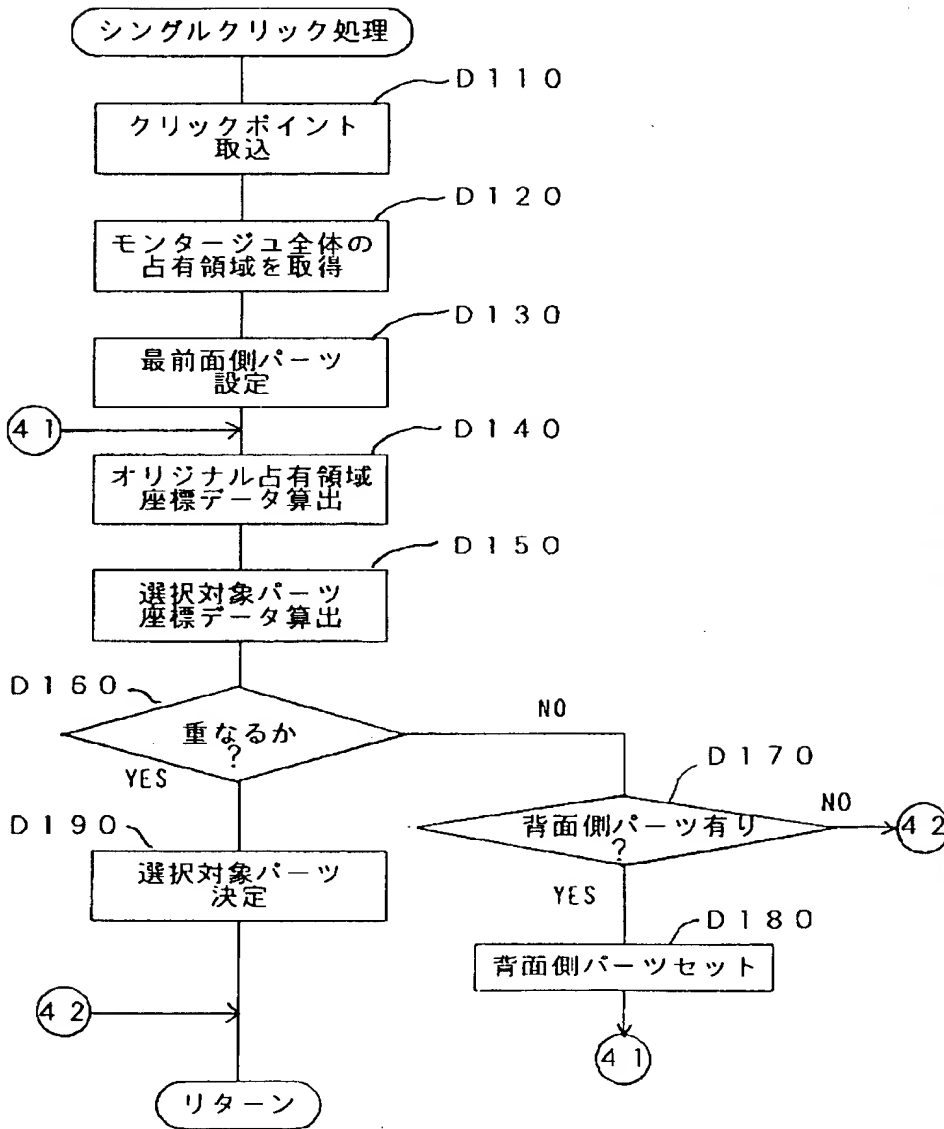 シングルクリック処理
D110
クリックポイント
取込
D120
モンタージュ全体の
占有領域を取得
D130
最前面側パーツ
設定
41
D140
オリジナル占有領域
座標データ算出
D150
選択対象パーツ
座標データ算出
D160
重なるか
?
NO
YES
D170
背面側パーツ有り
?
NO
42
YES
D180
背面側パーツセット
41
D190
選択対象パーツ
決定
42
リターン